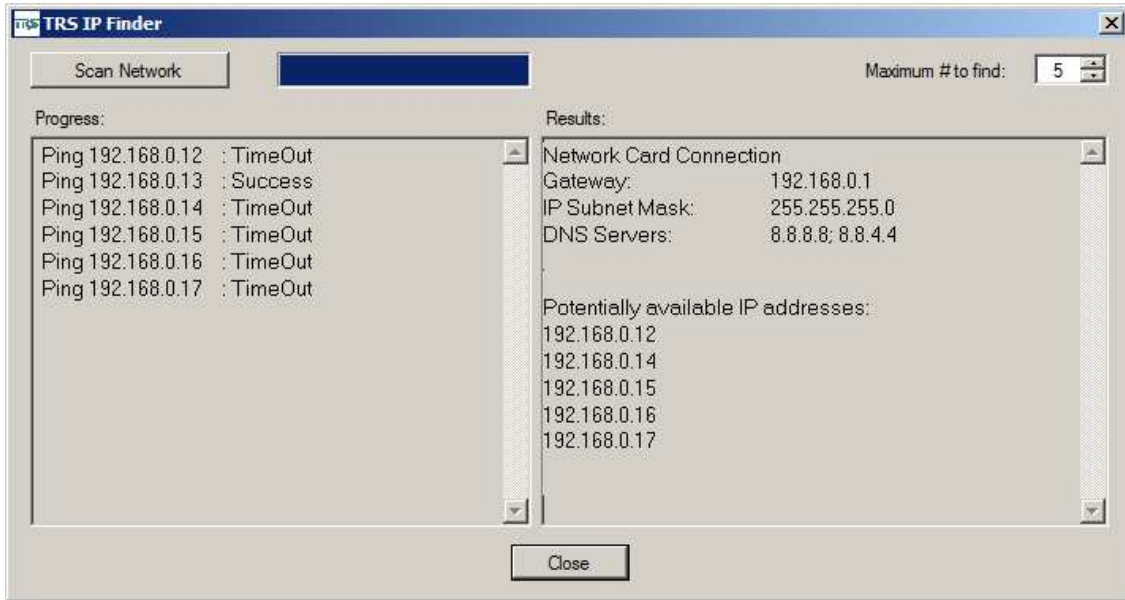 TRS TRS IP Finder
Scan Network
Maximum # to find: 5
Progress:
Ping 192.168.0.12 : TimeOut
Ping 192.168.0.13 : Success
Ping 192.168.0.14 : TimeOut
Ping 192.168.0.15 : TimeOut
Ping 192.168.0.16 : TimeOut
Ping 192.168.0.17 : TimeOut
Results:
Network Card Connection
Gateway: 192.168.0.1
IP Subnet Mask: 255.255.255.0
DNS Servers: 8.8.8.8; 8.8.4.4
.
Potentially available IP addresses:
192.168.0.12
192.168.0.14
192.168.0.15
192.168.0.16
192.168.0.17
Close